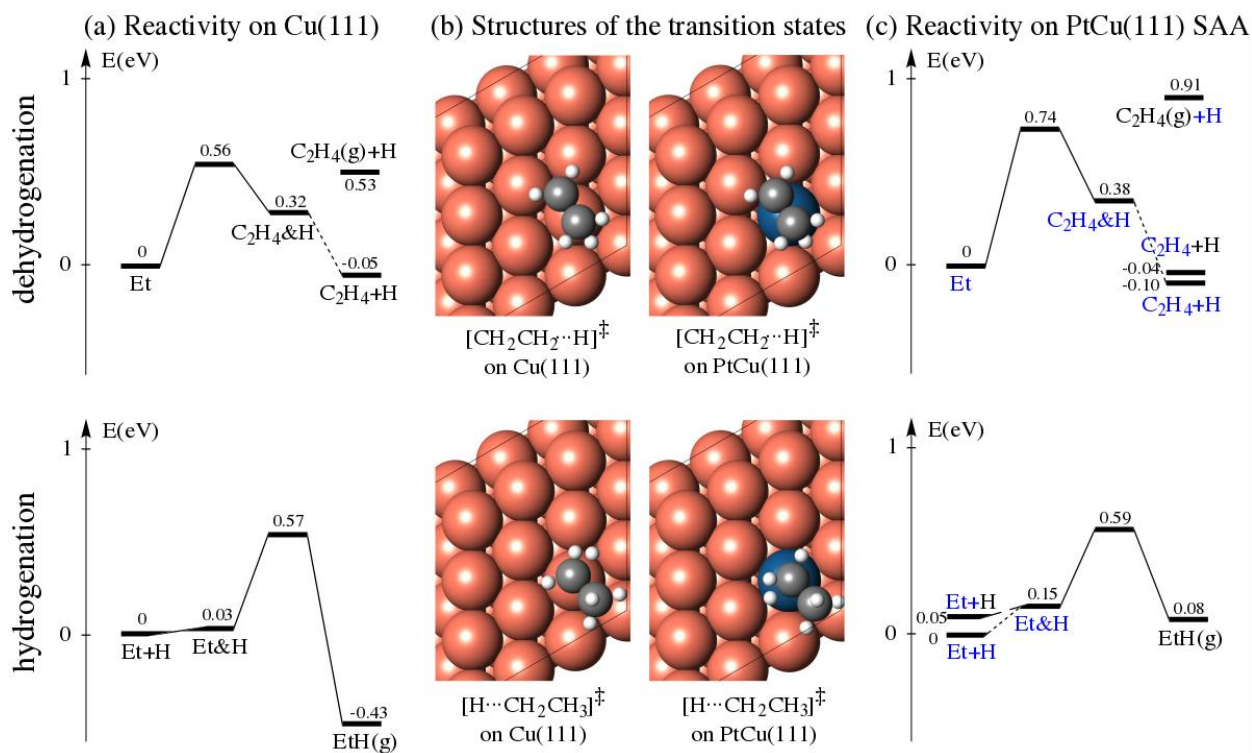 (a) Reactivity on Cu(111)
(b) Structures of the transition states
(c) Reactivity on PtCu(111) SAA
dehydrogenation
E(eV)
1
0
0
Et
0.56
0.32
C₂H₄&H
C₂H₄(g)+H
0.53
-0.05
C₂H₄+H
[CH₂CH₂···H]‡
on Cu(111)
[CH₂CH₂···H]‡
on PtCu(111)
E(eV)
1
0
0
Et
0.74
0.38
C₂H₄&H
0.91
C₂H₄(g)+H
C₂H₄+H
-0.04
-0.10
C₂H₄+H
hydrogenation
E(eV)
1
0
0
Et+H
0.03
Et&H
0.57
-0.43
EtH(g)
[H···CH₂CH₃]‡
on Cu(111)
[H···CH₂CH₃]‡
on PtCu(111)
E(eV)
1
0
Et+H
0.05
0
Et+H
0.15
Et&H
0.59
0.08
EtH(g)